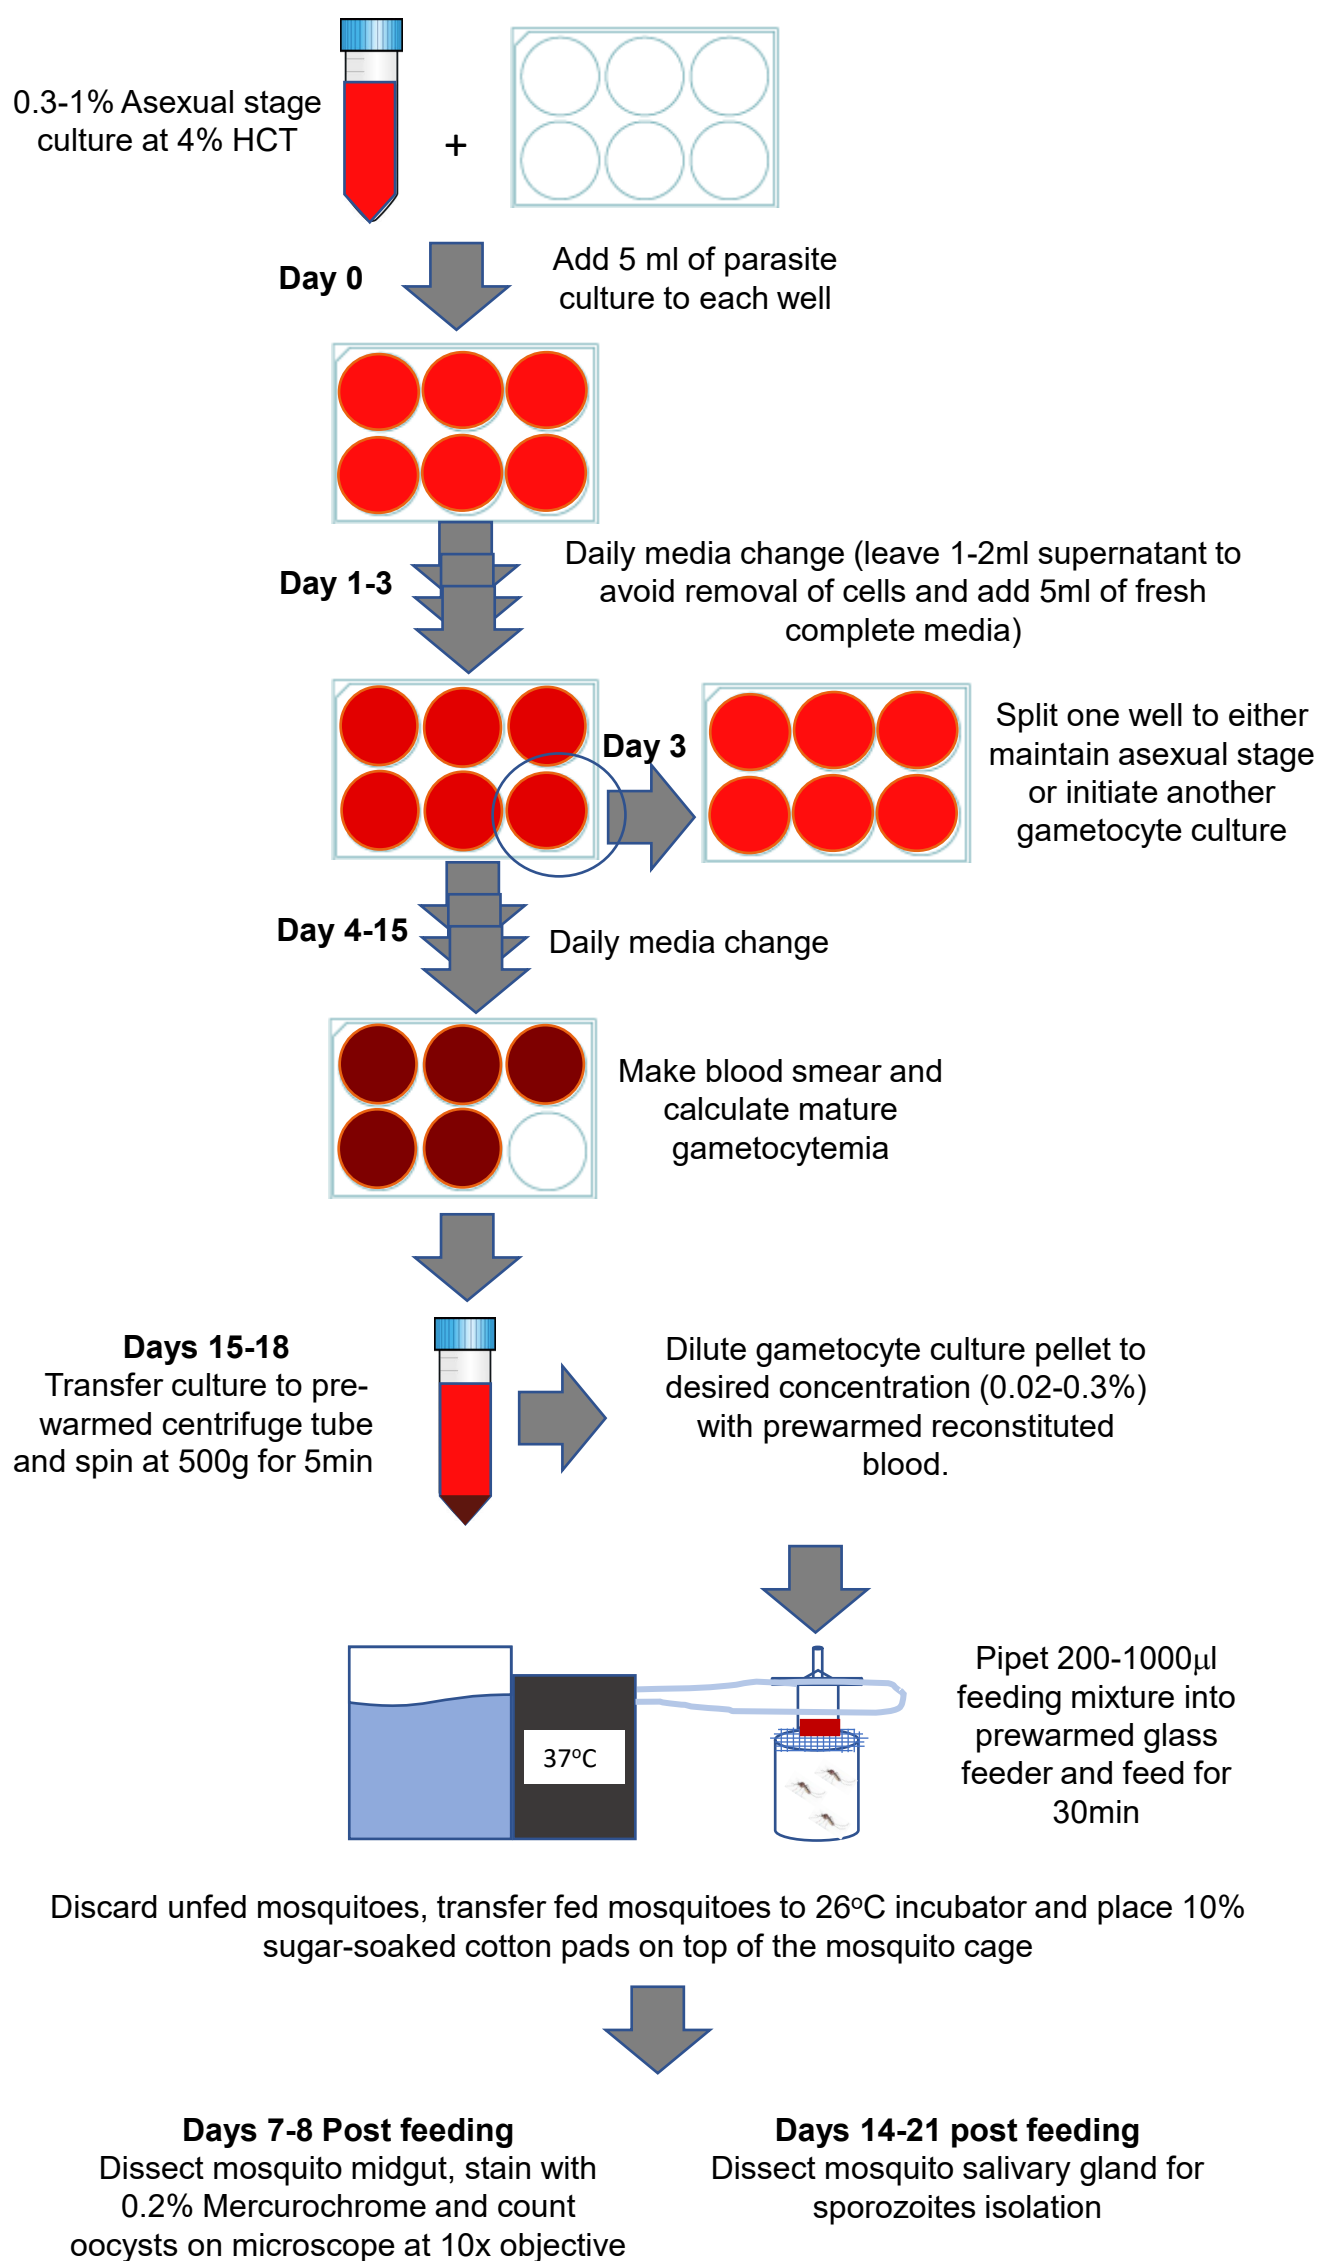 0.3-1% Asexual stage
culture at 4% HCT
+
Day 0
Add 5 ml of parasite
culture to each well
Day 1-3
Daily media change (leave 1-2ml supernatant to
avoid removal of cells and add 5ml of fresh
complete media)
Day 3
Split one well to either
maintain asexual stage
or initiate another
gametocyte culture
Day 4-15
Daily media change
Make blood smear and
calculate mature
gametocytemia
Days 15-18
Transfer culture to pre-
warmed centrifuge tube
and spin at 500g for 5min
Dilute gametocyte culture pellet to
desired concentration (0.02-0.3%)
with prewarmed reconstituted
blood.
37°C
Pipet 200-1000µl
feeding mixture into
prewarmed glass
feeder and feed for
30min
Discard unfed mosquitoes, transfer fed mosquitoes to 26°C incubator and place 10%
sugar-soaked cotton pads on top of the mosquito cage
Days 7-8 Post feeding
Dissect mosquito midgut, stain with
0.2% Mercurochrome and count
oocysts on microscope at 10x objective
Days 14-21 post feeding
Dissect mosquito salivary gland for
sporozoites isolation